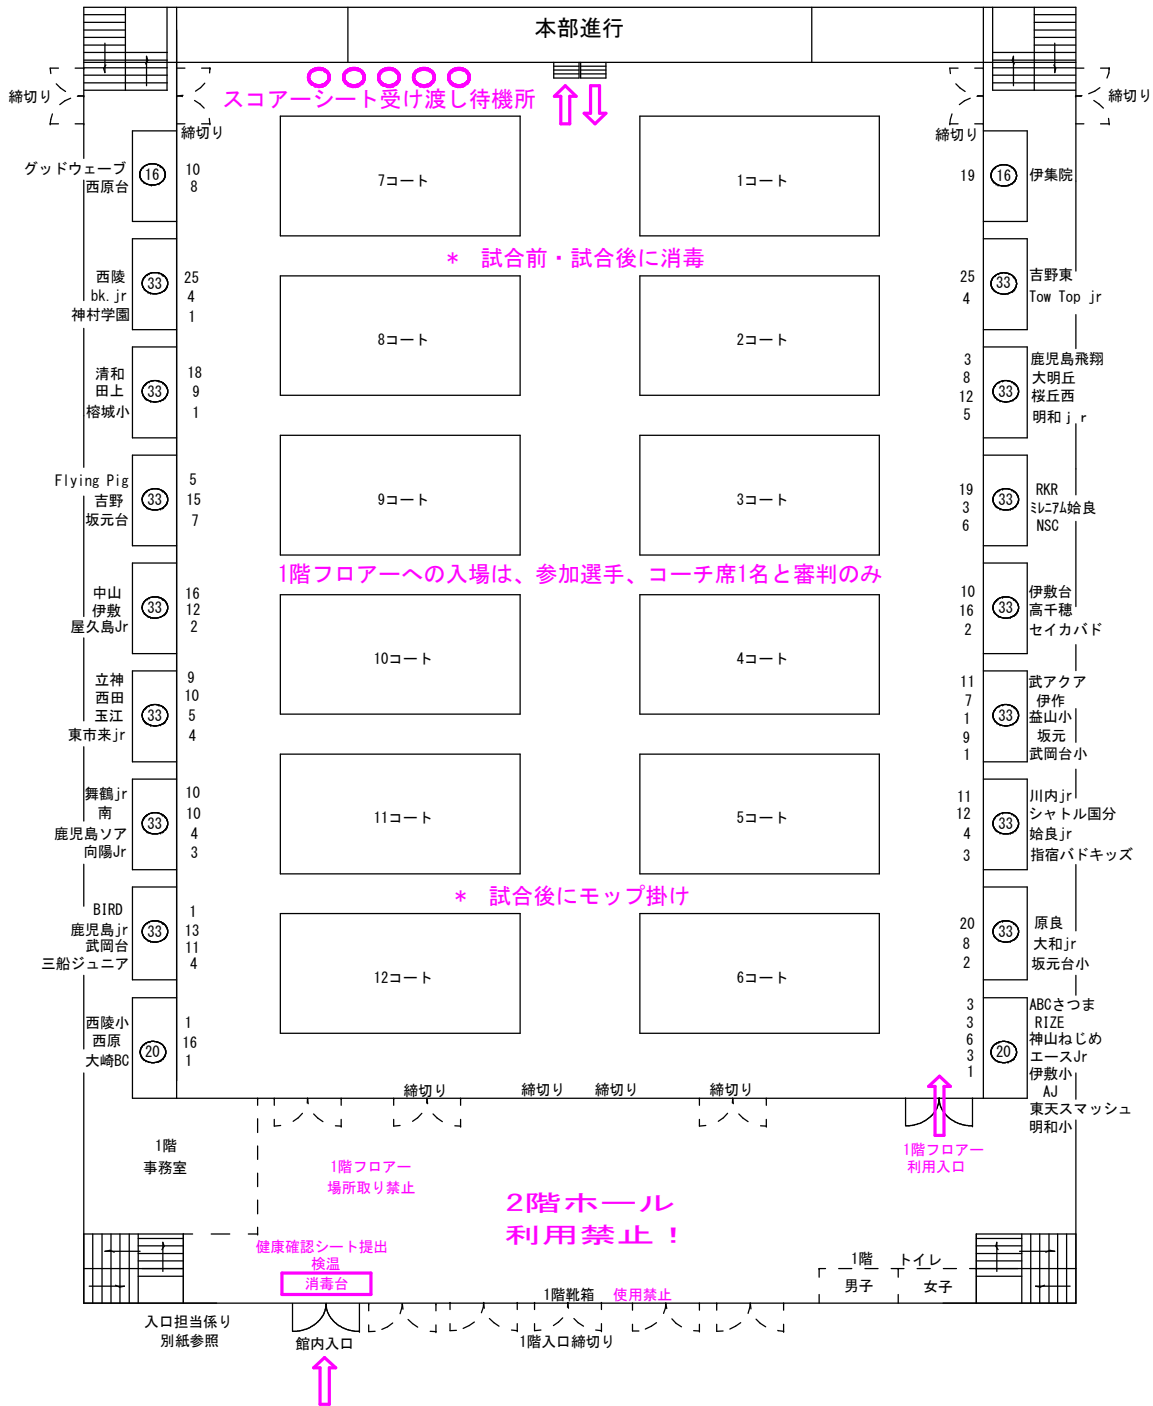 本部進行
スコアーシート受け渡し待機所
締切り
締切り
締切り
締切り
グッドウェーブ 10
西原台 8
16
7コート
1コート
19 16 伊集院
* 試合前・試合後に消毒
西陵 25
bk.jr 4
神村学園 1
33
8コート
2コート
25 吉野東
4 Tow Top jr
33
清和 18
田上 9
榕城小 1
33
3 鹿児島飛翔
8 大明丘
12 桜丘西
5 明和ｊｒ
33
Flying Pig 5
吉野 15
坂元台 7
33
9コート
3コート
19 RKR
3 ﾐﾚﾆｱﾑ姶良
6 NSC
33
1階フロアーへの入場は、参加選手、コーチ席1名と審判のみ
中山 16
伊敷 12
屋久島Jr 2
33
10コート
4コート
10 伊敷台
16 高千穂
2 セイカバド
33
立神 9
西田 10
玉江 5
東市来jr 4
33
11 武アクア
7 伊作
1 益山小
9 坂元
1 武岡台小
33
舞鶴jr 10
南 10
鹿児島ソア 4
向陽Jr 3
33
11コート
5コート
11 川内jr
12 シャトル国分
4 姶良jr
3 指宿バドキッズ
33
* 試合後にモップ掛け
BIRD 1
鹿児島jr 13
武岡台 11
三船ジュニア 4
33
12コート
6コート
20 原良
8 大和jr
2 坂元台小
33
西陵小 1
西原 16
大崎BC 1
20
3 ABCさつま
3 RIZE
6 神山ねじめ
3 エースJr
1 伊敷小
AJ
東天スマッシュ
明和小
20
締切り
締切り
締切り
締切り
1階
事務室
1階フロアー
場所取り禁止
1階フロアー
利用入口
2階ホール
利用禁止！
健康確認シート提出
検温
消毒台
1階 トイレ
男子
女子
1階靴箱 使用禁止
入口担当係り
別紙参照
館内入口
1階入口締切り